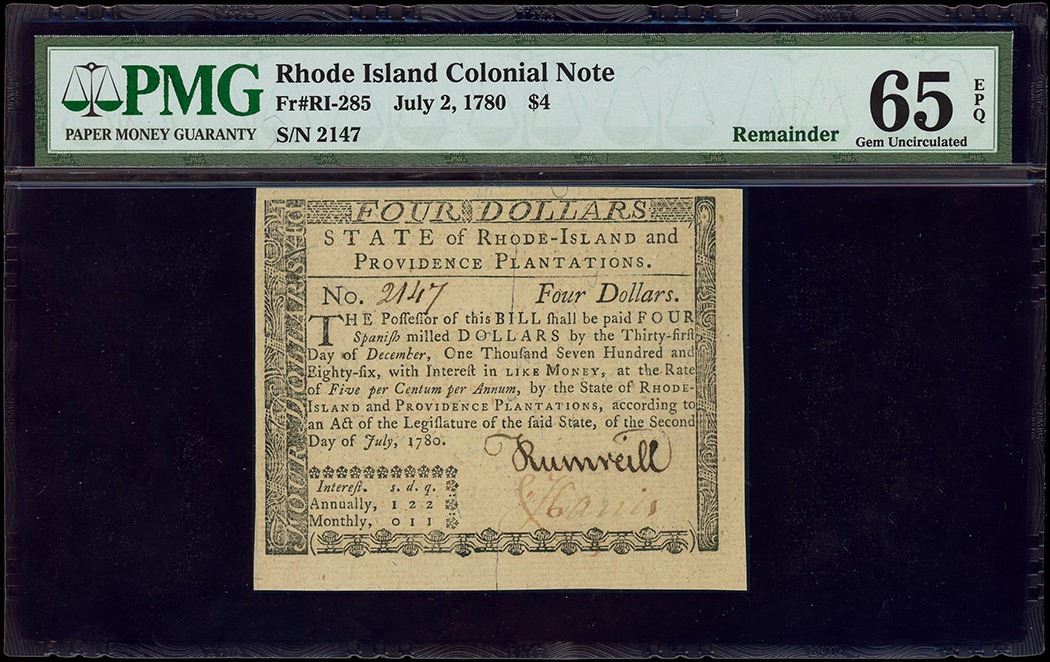 PMG
PAPER MONEY GUARANTY
Rhode Island Colonial Note
Fr#RI-285 July 2, 1780 $4
S/N 2147
Remainder
65
EPQ
Gem Uncirculated
FOUR DOLLARS
STATE of RHODE-ISLAND and
PROVIDENCE PLANTATIONS.
No. 2147 Four Dollars.
THE Poſſeſſor of this BILL ſhall be paid FOUR
Spaniſh milled DOLLARS by the Thirty-firſt
Day of December, One Thouſand Seven Hundred and
Eighty-ſix, with Intereſt in LIKE MONEY, at the Rate
of Five per Centum per Annum, by the State of RHODE-
ISLAND and PROVIDENCE PLANTATIONS, according to
an Act of the Legiſlature of the ſaid State, of the Second
Day of July, 1780.
Rumreill
Harris
Intereſt. s. d. q.
Annually, 1 2 2
Monthly, 0 1 1
FOUR DOLLARS